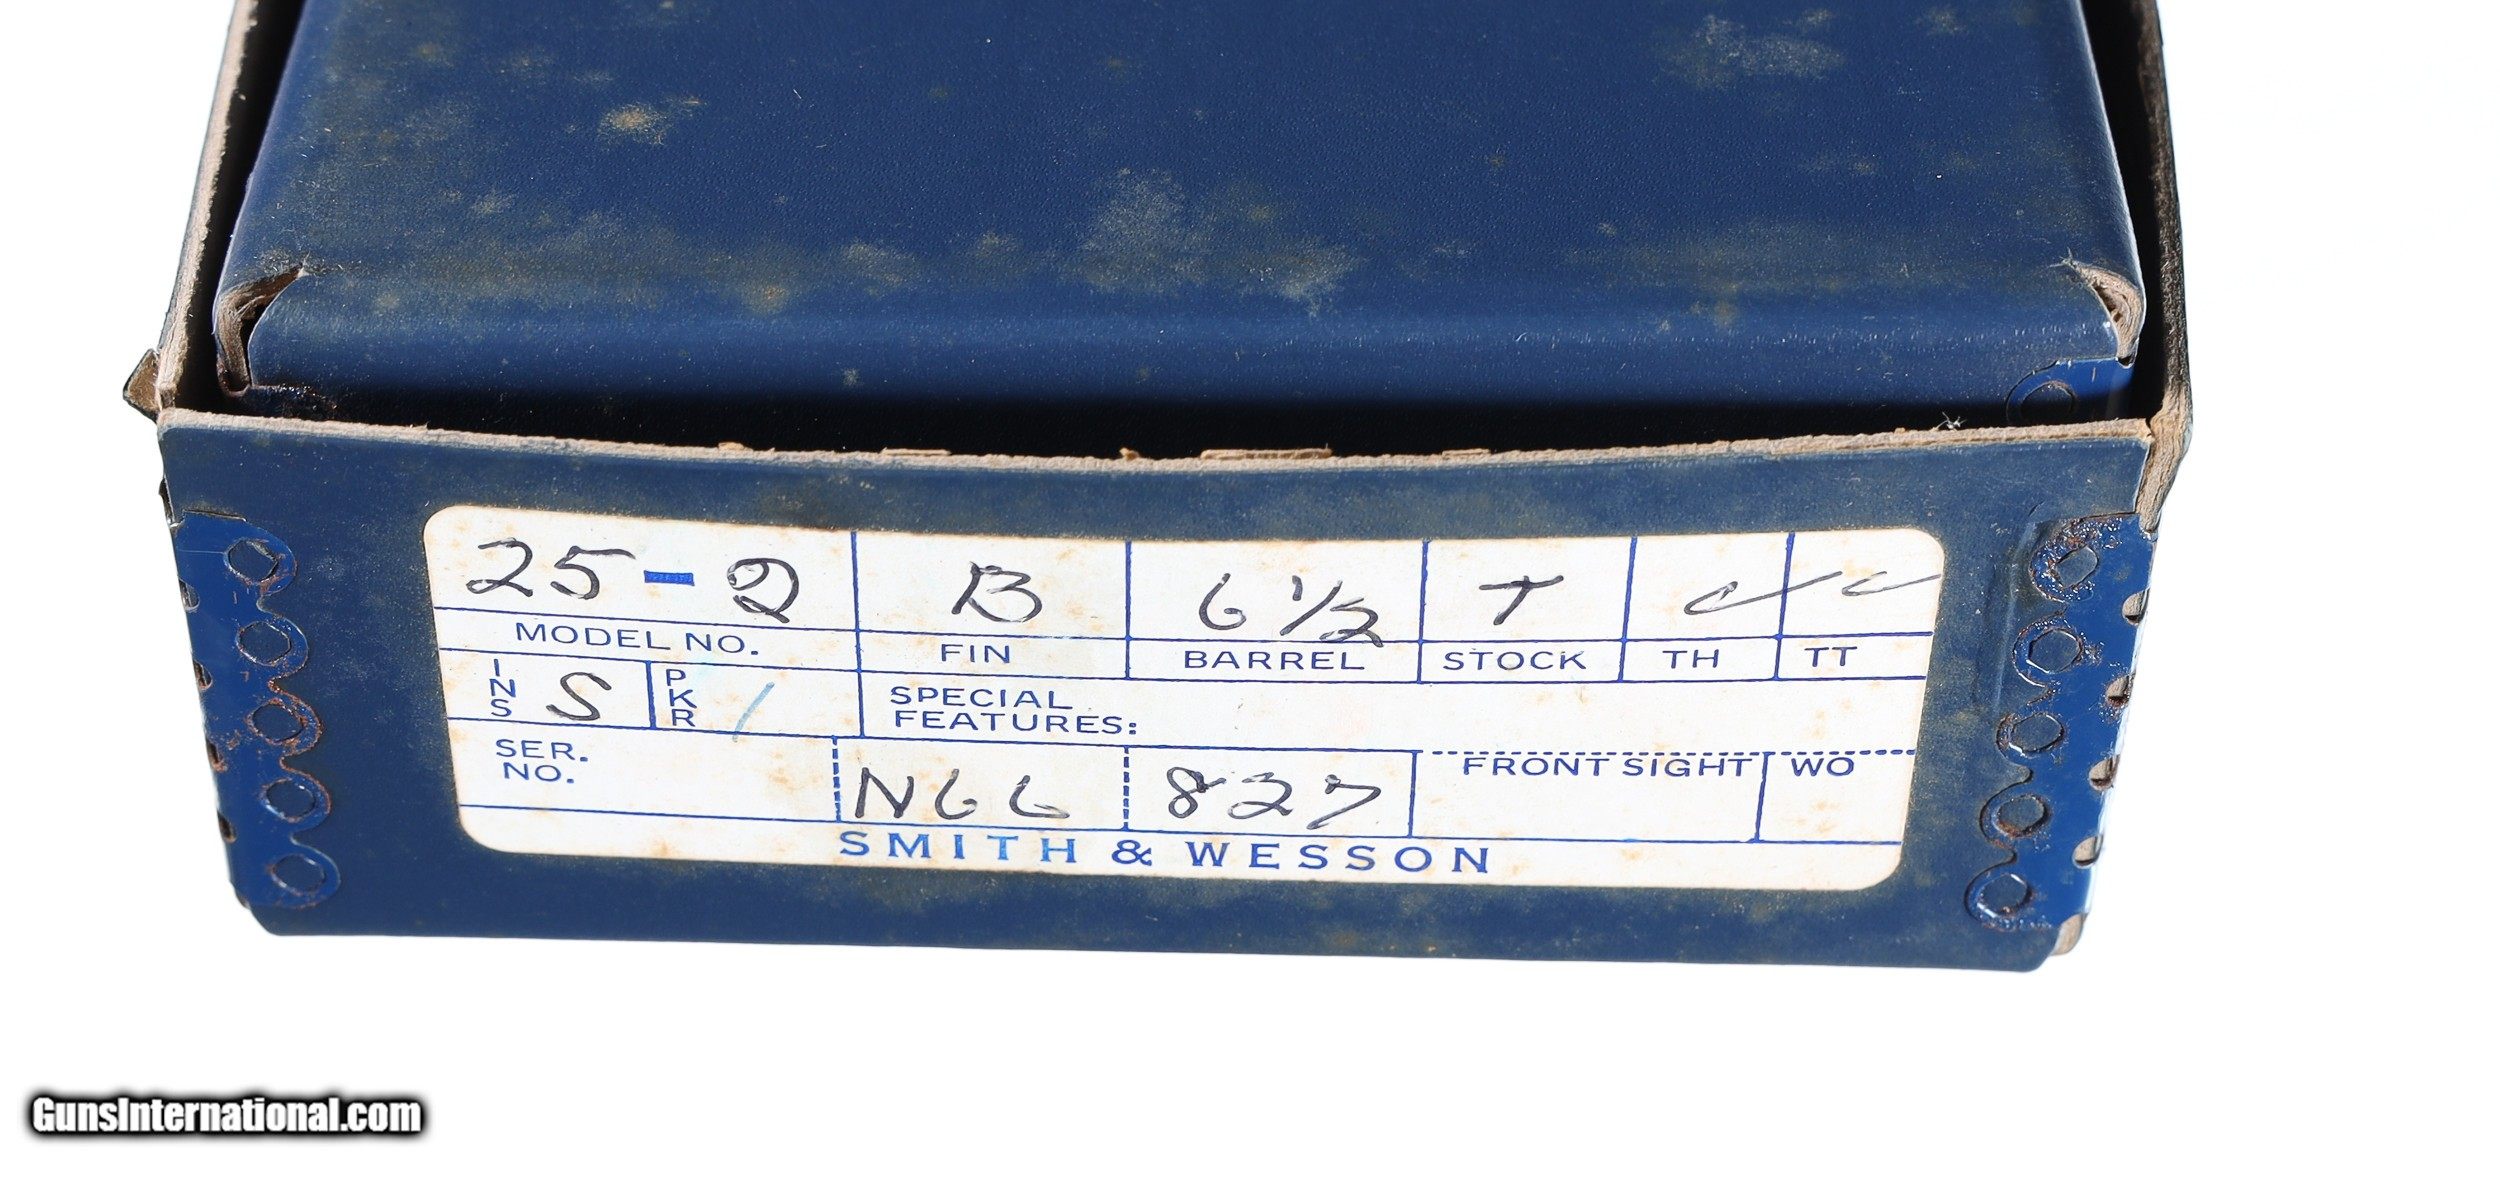 25-2 B 6 1/2 T ✓ ✓
MODEL NO. FIN BARREL STOCK TH TT
INS S PKR / SPECIAL
FEATURES:
SER.
NO. N66 827 FRONT SIGHT WO
SMITH & WESSON
GunsInternational.com